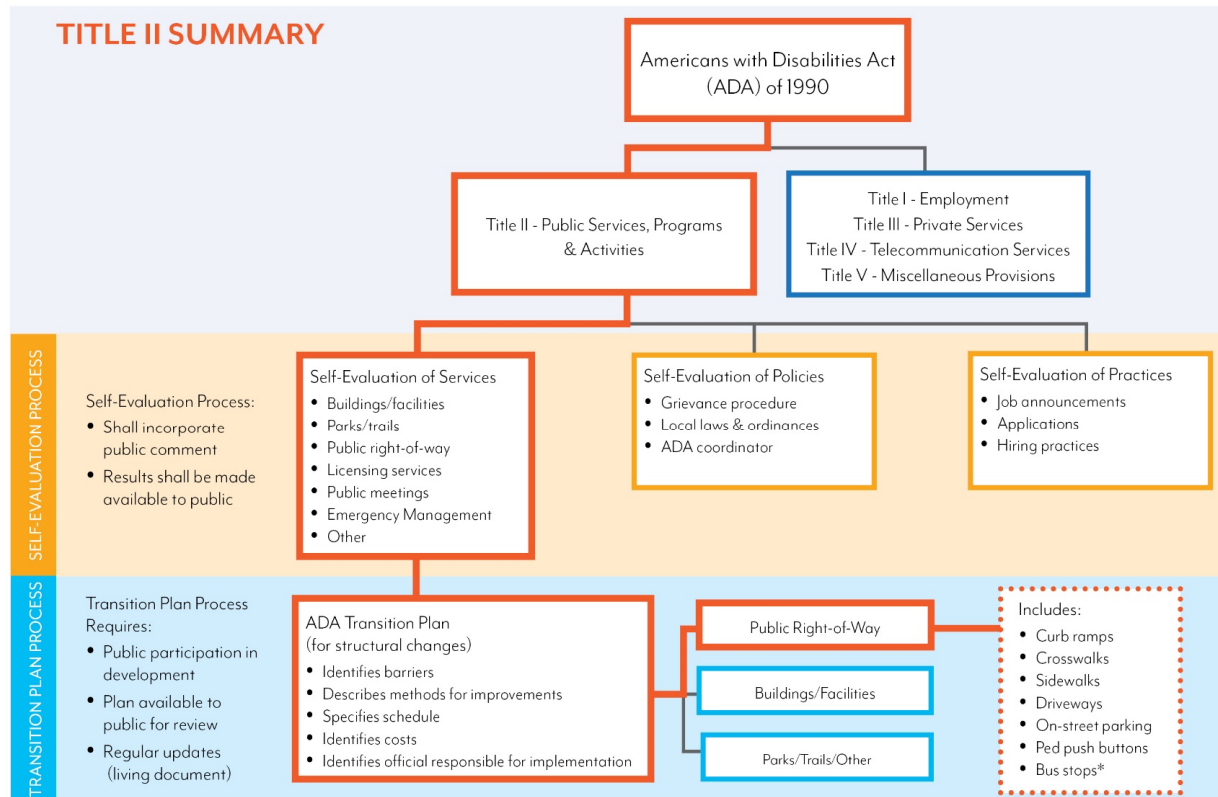 TITLE II SUMMARY
Americans with Disabilities Act
(ADA) of 1990
Title II - Public Services, Programs
& Activities
Title I - Employment
Title III - Private Services
Title IV - Telecommunication Services
Title V - Miscellaneous Provisions
SELF-EVALUATION PROCESS
Self-Evaluation Process:
• Shall incorporate
public comment
• Results shall be made
available to public
Self-Evaluation of Services
• Buildings/facilities
• Parks/trails
• Public right-of-way
• Licensing services
• Public meetings
• Emergency Management
• Other
Self-Evaluation of Policies
• Grievance procedure
• Local laws & ordinances
• ADA coordinator
Self-Evaluation of Practices
• Job announcements
• Applications
• Hiring practices
TRANSITION PLAN PROCESS
Transition Plan Process
Requires:
• Public participation in
development
• Plan available to
public for review
• Regular updates
(living document)
ADA Transition Plan
(for structural changes)
• Identifies barriers
• Describes methods for improvements
• Specifies schedule
• Identifies costs
• Identifies official responsible for implementation
Public Right-of-Way
Buildings/Facilities
Parks/Trails/Other
Includes:
• Curb ramps
• Crosswalks
• Sidewalks
• Driveways
• On-street parking
• Ped push buttons
• Bus stops*